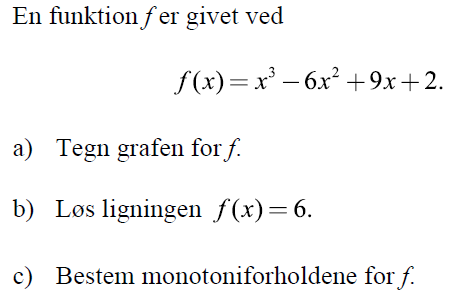 En funktion f er givet ved
f(x) = x³ − 6x² + 9x + 2.
a) Tegn grafen for f.
b) Løs ligningen f(x) = 6.
c) Bestem monotoniforholdene for f.